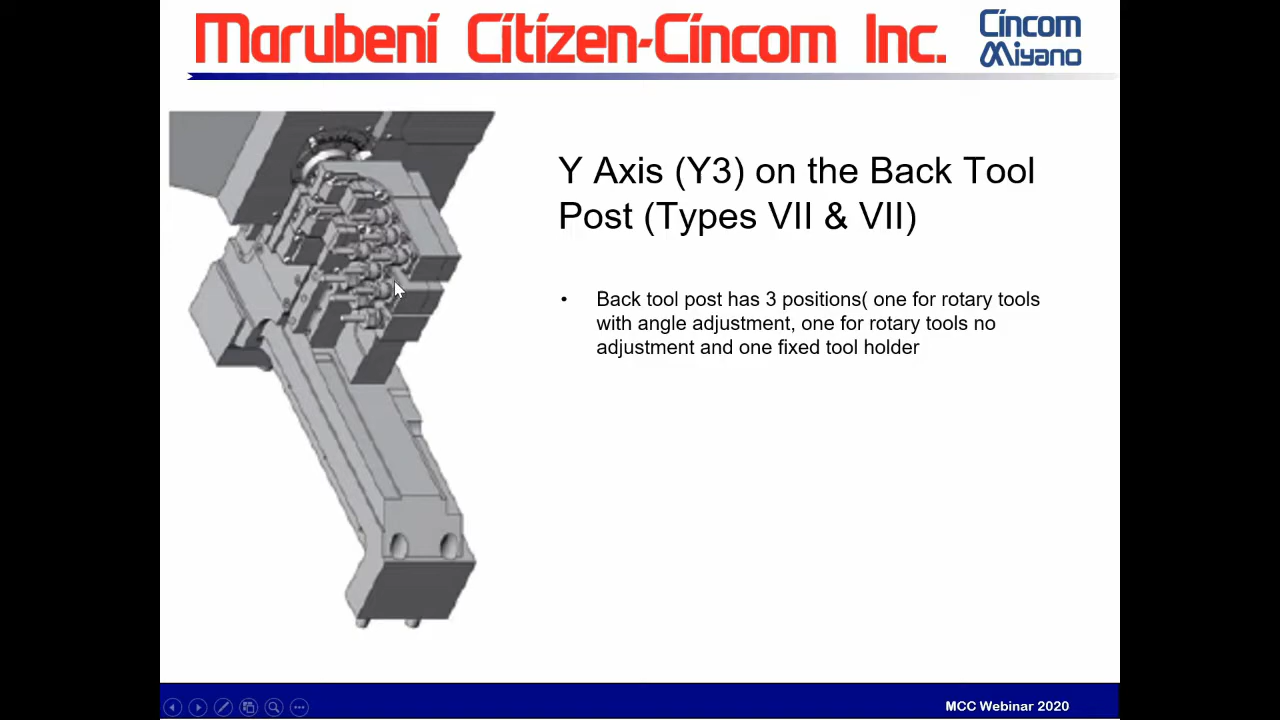 Marubeni Citizen-Cincom Inc.
Cincom
Miyano
Y Axis (Y3) on the Back Tool
Post (Types VII & VII)
• Back tool post has 3 positions( one for rotary tools
with angle adjustment, one for rotary tools no
adjustment and one fixed tool holder
MCC Webinar 2020